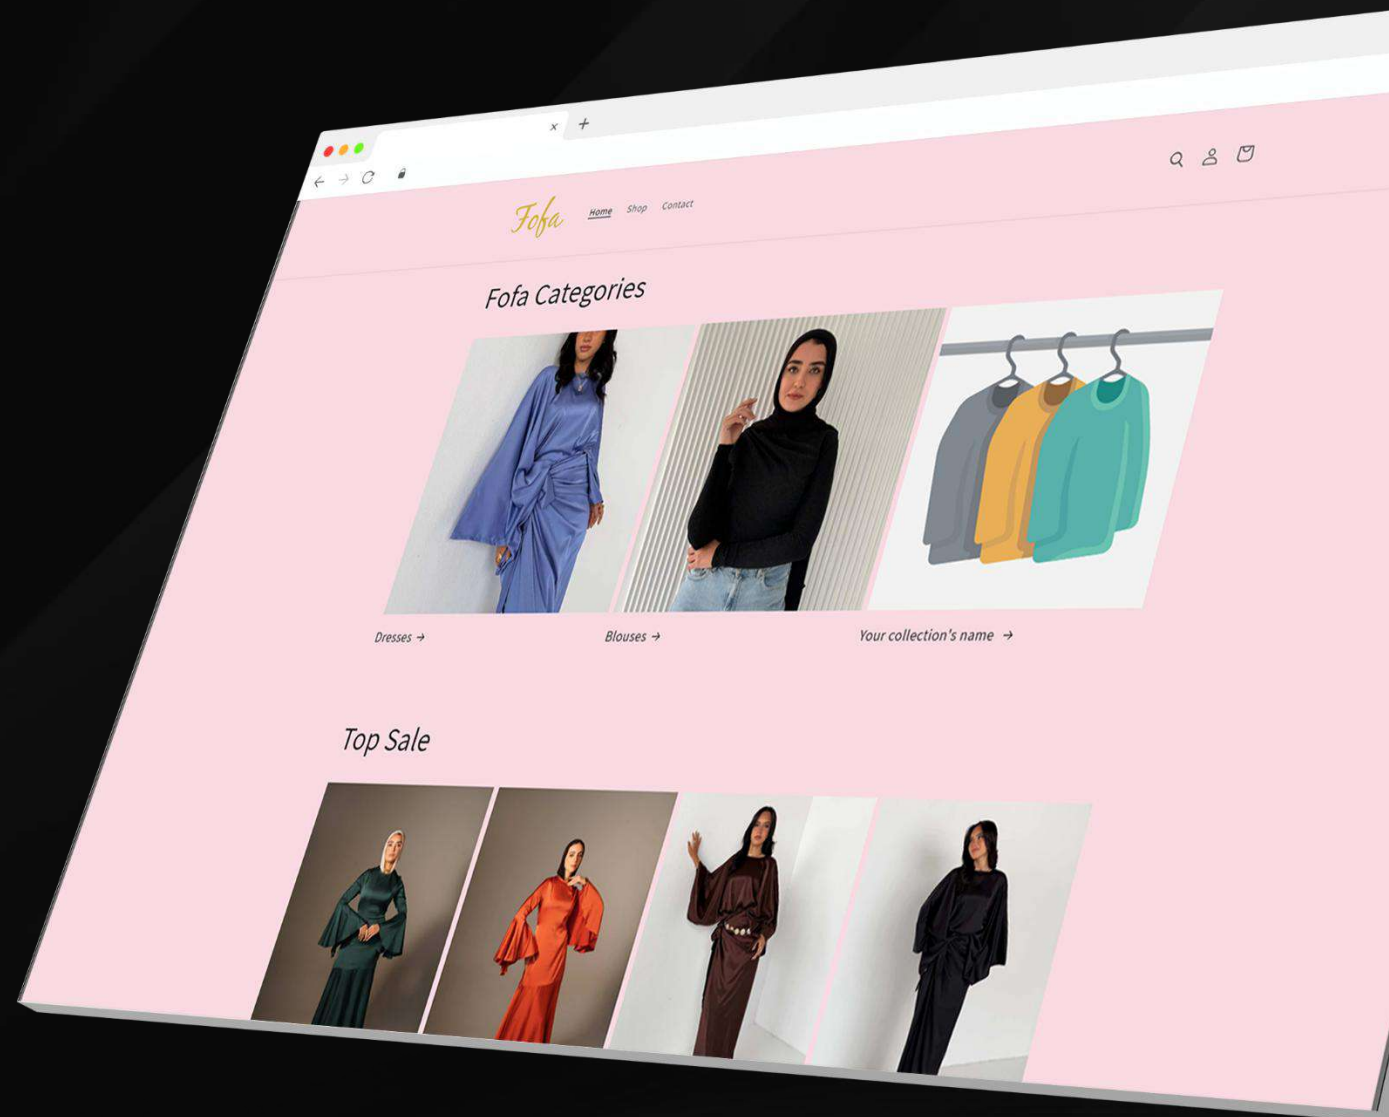 Fofa
Home Shop Contact
Fofa Categories
Dresses →
Blouses →
Your collection's name →
Top Sale